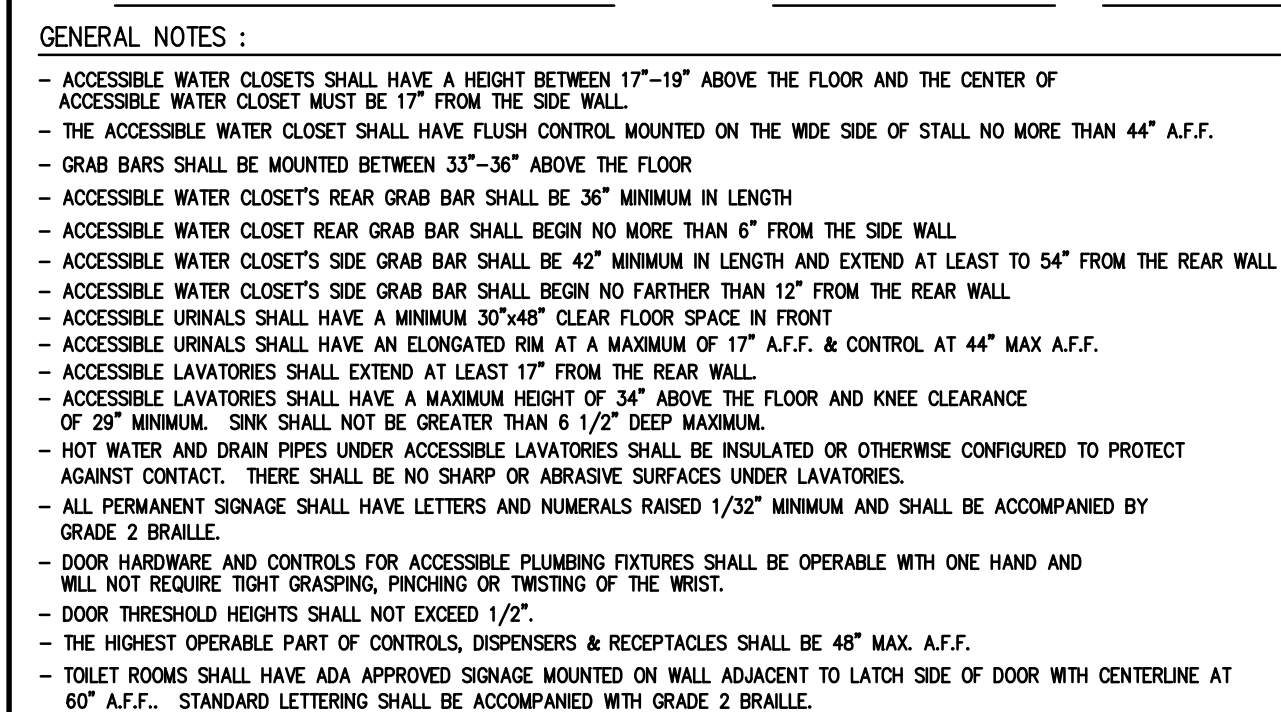 GENERAL NOTES :
– ACCESSIBLE WATER CLOSETS SHALL HAVE A HEIGHT BETWEEN 17"–19" ABOVE THE FLOOR AND THE CENTER OF
ACCESSIBLE WATER CLOSET MUST BE 17" FROM THE SIDE WALL.
– THE ACCESSIBLE WATER CLOSET SHALL HAVE FLUSH CONTROL MOUNTED ON THE WIDE SIDE OF STALL NO MORE THAN 44" A.F.F.
– GRAB BARS SHALL BE MOUNTED BETWEEN 33"–36" ABOVE THE FLOOR
– ACCESSIBLE WATER CLOSET'S REAR GRAB BAR SHALL BE 36" MINIMUM IN LENGTH
– ACCESSIBLE WATER CLOSET REAR GRAB BAR SHALL BEGIN NO MORE THAN 6" FROM THE SIDE WALL
– ACCESSIBLE WATER CLOSET'S SIDE GRAB BAR SHALL BE 42" MINIMUM IN LENGTH AND EXTEND AT LEAST TO 54" FROM THE REAR WALL
– ACCESSIBLE WATER CLOSET'S SIDE GRAB BAR SHALL BEGIN NO FARTHER THAN 12" FROM THE REAR WALL
– ACCESSIBLE URINALS SHALL HAVE A MINIMUM 30"x48" CLEAR FLOOR SPACE IN FRONT
– ACCESSIBLE URINALS SHALL HAVE AN ELONGATED RIM AT A MAXIMUM OF 17" A.F.F. & CONTROL AT 44" MAX A.F.F.
– ACCESSIBLE LAVATORIES SHALL EXTEND AT LEAST 17" FROM THE REAR WALL.
– ACCESSIBLE LAVATORIES SHALL HAVE A MAXIMUM HEIGHT OF 34" ABOVE THE FLOOR AND KNEE CLEARANCE
OF 29" MINIMUM. SINK SHALL NOT BE GREATER THAN 6 1/2" DEEP MAXIMUM.
– HOT WATER AND DRAIN PIPES UNDER ACCESSIBLE LAVATORIES SHALL BE INSULATED OR OTHERWISE CONFIGURED TO PROTECT
AGAINST CONTACT. THERE SHALL BE NO SHARP OR ABRASIVE SURFACES UNDER LAVATORIES.
– ALL PERMANENT SIGNAGE SHALL HAVE LETTERS AND NUMERALS RAISED 1/32" MINIMUM AND SHALL BE ACCOMPANIED BY
GRADE 2 BRAILLE.
– DOOR HARDWARE AND CONTROLS FOR ACCESSIBLE PLUMBING FIXTURES SHALL BE OPERABLE WITH ONE HAND AND
WILL NOT REQUIRE TIGHT GRASPING, PINCHING OR TWISTING OF THE WRIST.
– DOOR THRESHOLD HEIGHTS SHALL NOT EXCEED 1/2".
– THE HIGHEST OPERABLE PART OF CONTROLS, DISPENSERS & RECEPTACLES SHALL BE 48" MAX. A.F.F.
– TOILET ROOMS SHALL HAVE ADA APPROVED SIGNAGE MOUNTED ON WALL ADJACENT TO LATCH SIDE OF DOOR WITH CENTERLINE AT
60" A.F.F.. STANDARD LETTERING SHALL BE ACCOMPANIED WITH GRADE 2 BRAILLE.